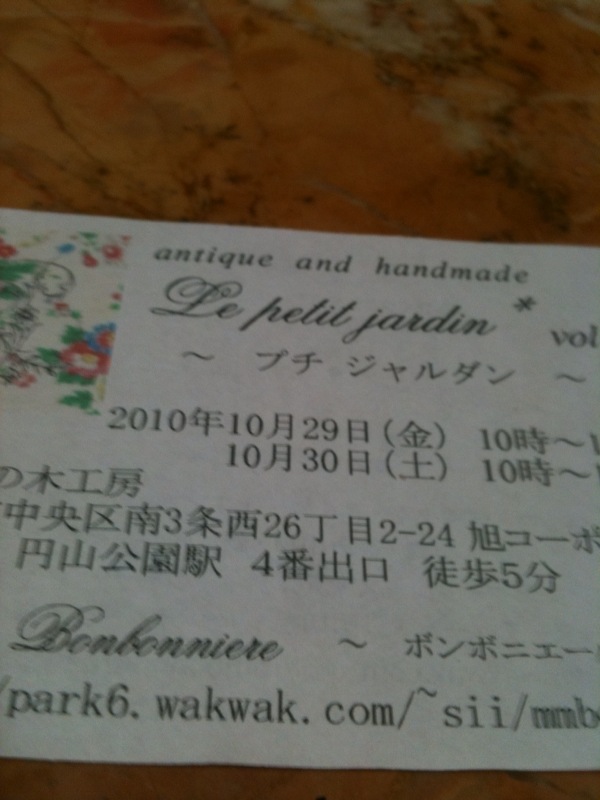 antique and handmade
Le petit jardin * vol
～ プチ ジャルダン ～
2010年10月29日(金) 10時～1
10月30日(土) 10時～
の木工房
中央区南3条西26丁目2-24 旭コーポ
円山公園駅 4番出口 徒歩5分
Bonbonniere ～ ボンボニエー
/park6.wakwak.com/~sii/mmb